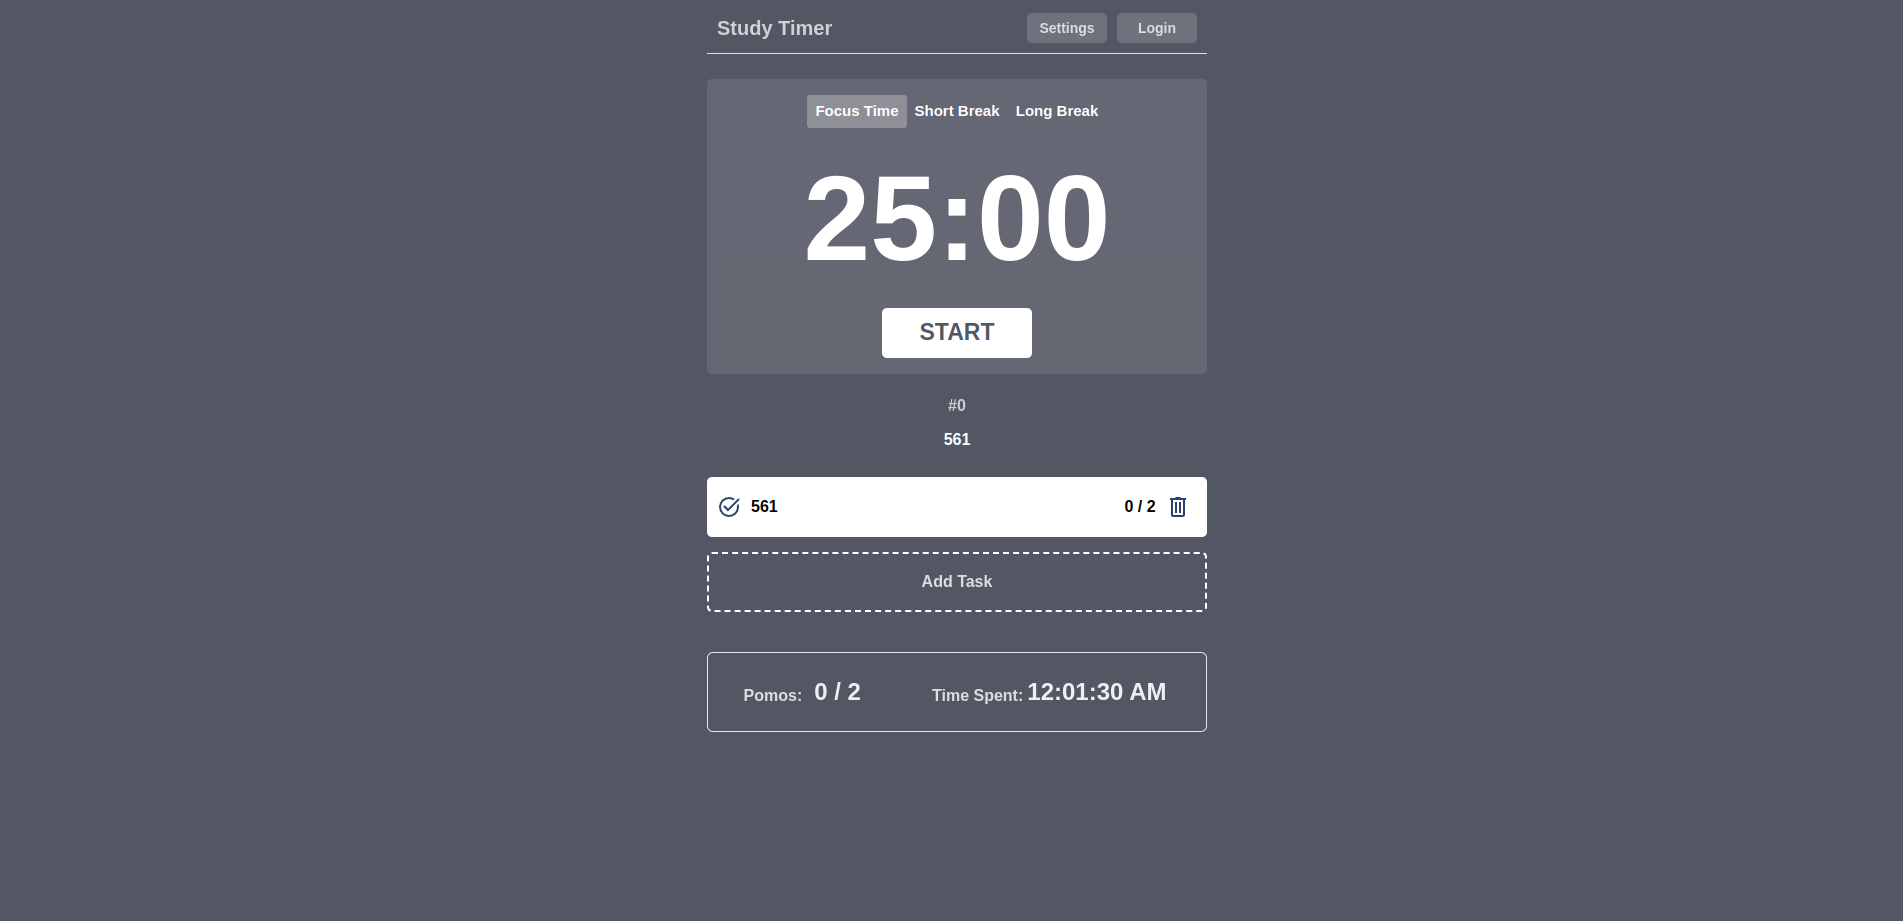 Study Timer Settings Login
Focus Time Short Break Long Break
25:00
START
#0
561
561 0 / 2
Add Task
Pomos: 0 / 2 Time Spent: 12:01:30 AM